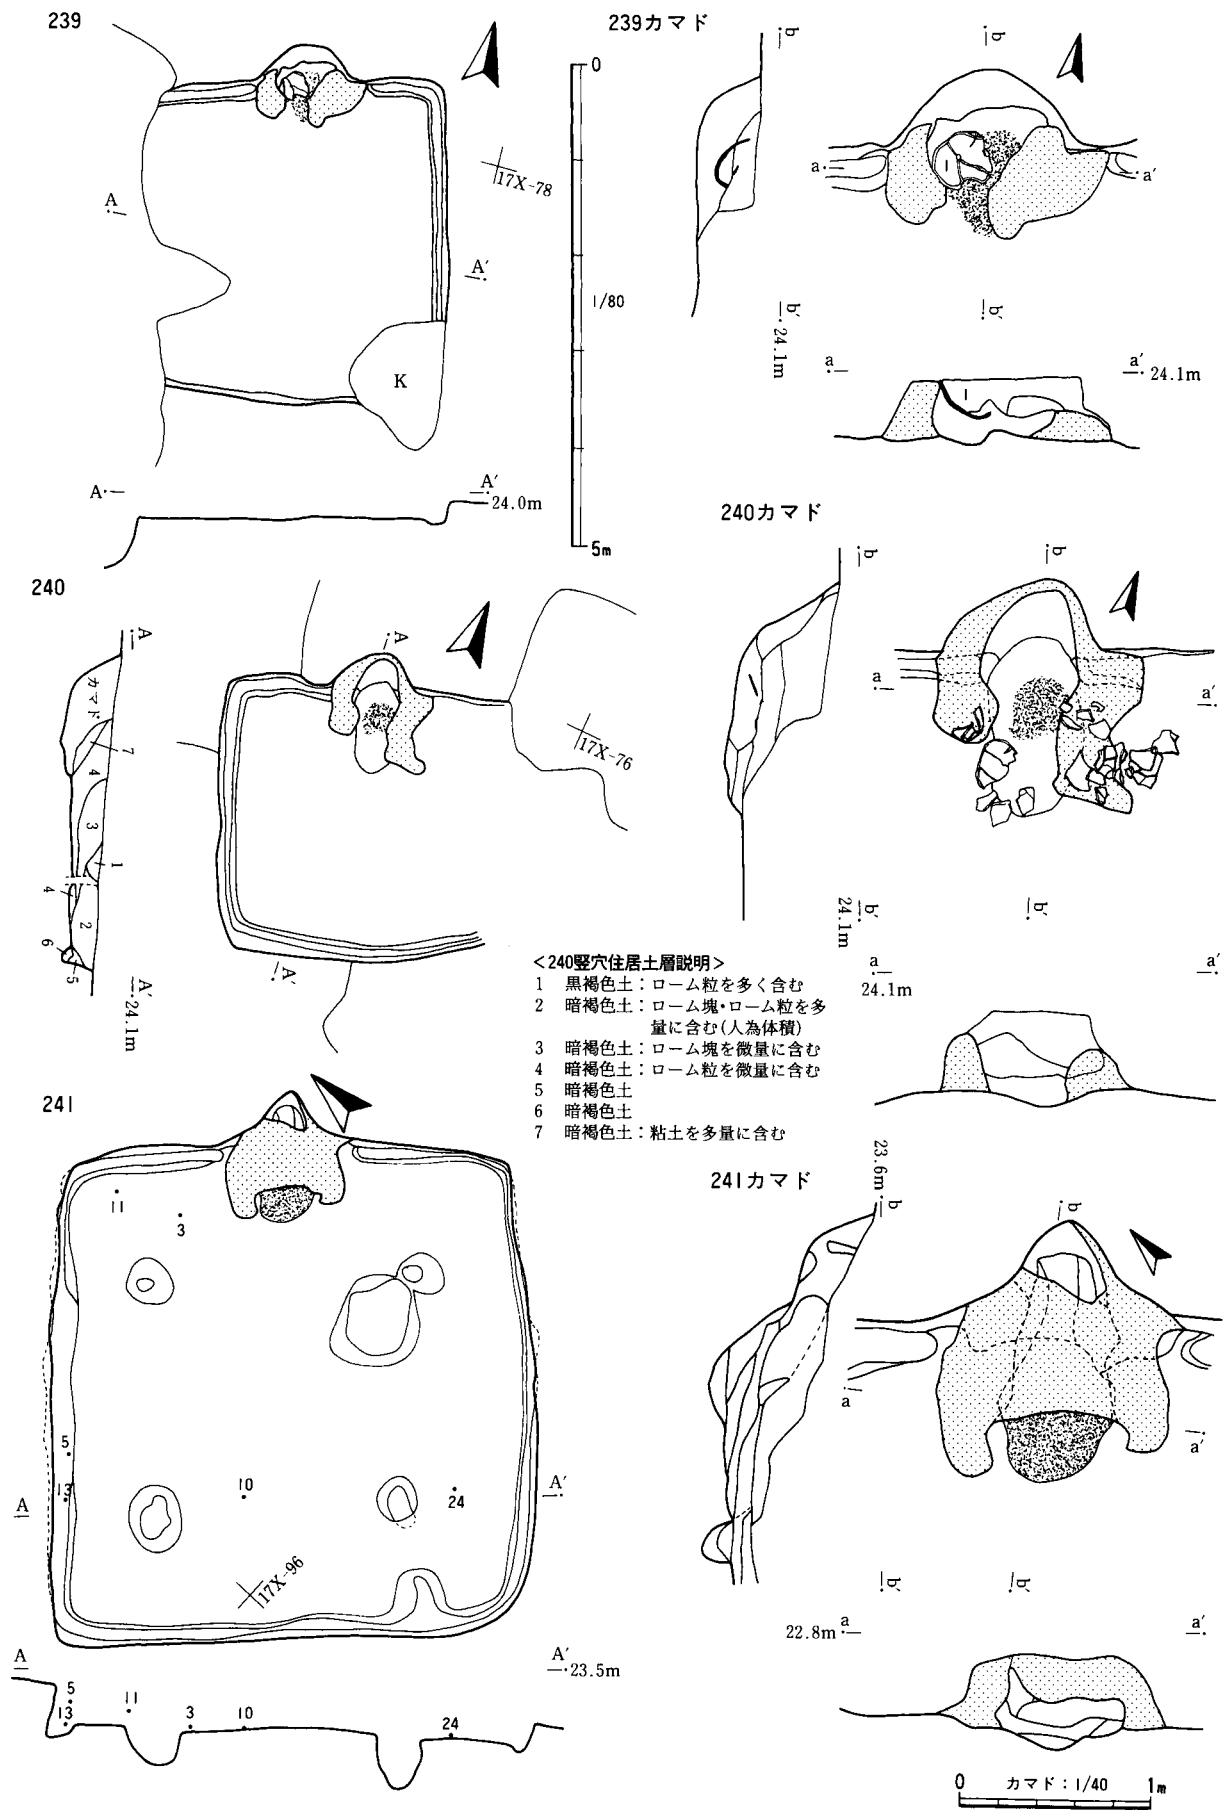 239
A
A'
17X-78
K
A
A'
24.0m
0
1/80
5m
239カマド
b
b'
24.1m
b
a
a'
b'
a
a'
24.1m
240
A
カマド
7
4
3
1
4
2
6
5
A'
24.1m
A
A'
17X-76
240カマド
b
b'
24.1m
b
a
a'
b'
a
24.1m
a'
<240竪穴住居土層説明>
1 黒褐色土：ローム粒を多く含む
2 暗褐色土：ローム塊・ローム粒を多
量に含む(人為体積)
3 暗褐色土：ローム塊を微量に含む
4 暗褐色土：ローム粒を微量に含む
5 暗褐色土
6 暗褐色土
7 暗褐色土：粘土を多量に含む
241
11
3
5
13
10
24
A
A'
17X-96
A
A'
23.5m
5
13
11
3
10
24
241カマド
23.6m
b
b'
b
a
a'
b'
22.8m
a
a'
0 カマド：1/40 1m